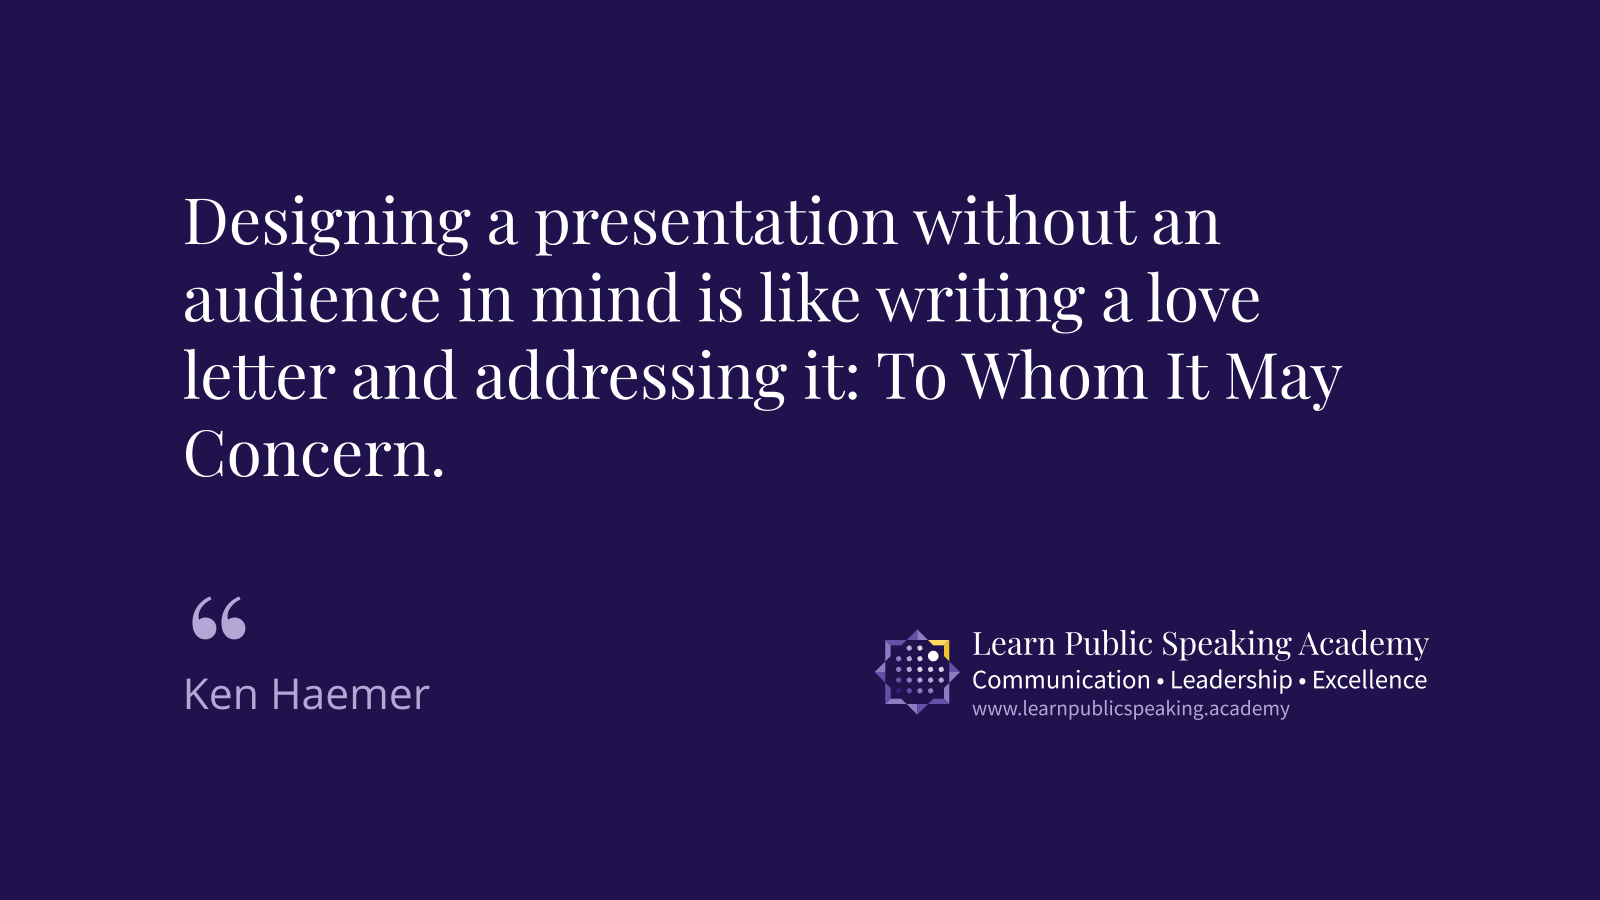 Designing a presentation without an
audience in mind is like writing a love
letter and addressing it: To Whom It May
Concern.
“
Ken Haemer
Learn Public Speaking Academy
Communication • Leadership • Excellence
www.learnpublicspeaking.academy